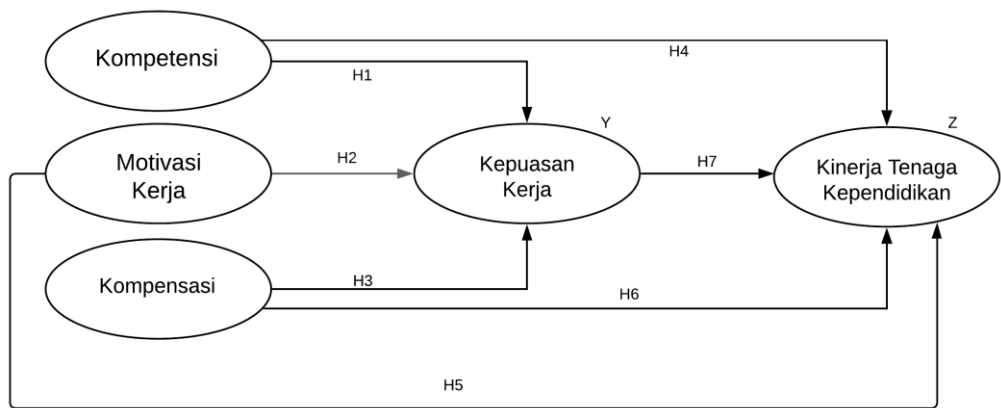 Kompetensi
H4
H1
Y
Z
Motivasi
Kerja
H2
Kepuasan
Kerja
H7
Kinerja Tenaga
Kependidikan
Kompensasi
H3
H6
H5